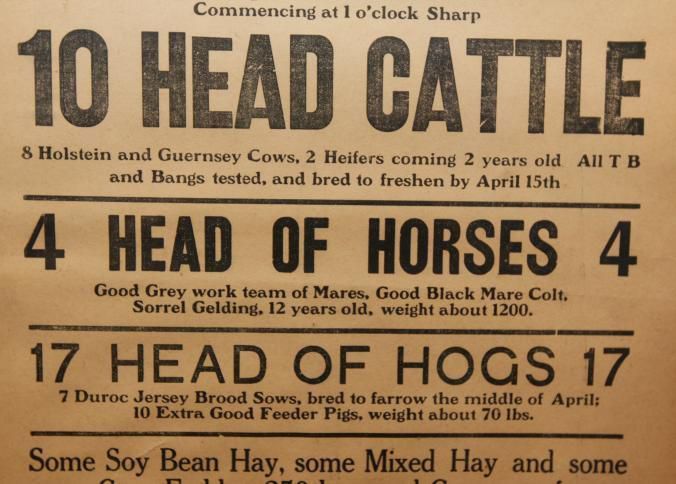 Commencing at 1 o'clock Sharp
10 HEAD CATTLE
8 Holstein and Guernsey Cows, 2 Heifers coming 2 years old All T B
and Bangs tested, and bred to freshen by April 15th
4 HEAD OF HORSES 4
Good Grey work team of Mares, Good Black Mare Colt,
Sorrel Gelding, 12 years old, weight about 1200.
17 HEAD OF HOGS 17
7 Duroc Jersey Brood Sows, bred to farrow the middle of April;
10 Extra Good Feeder Pigs, weight about 70 lbs.
Some Soy Bean Hay, some Mixed Hay and some